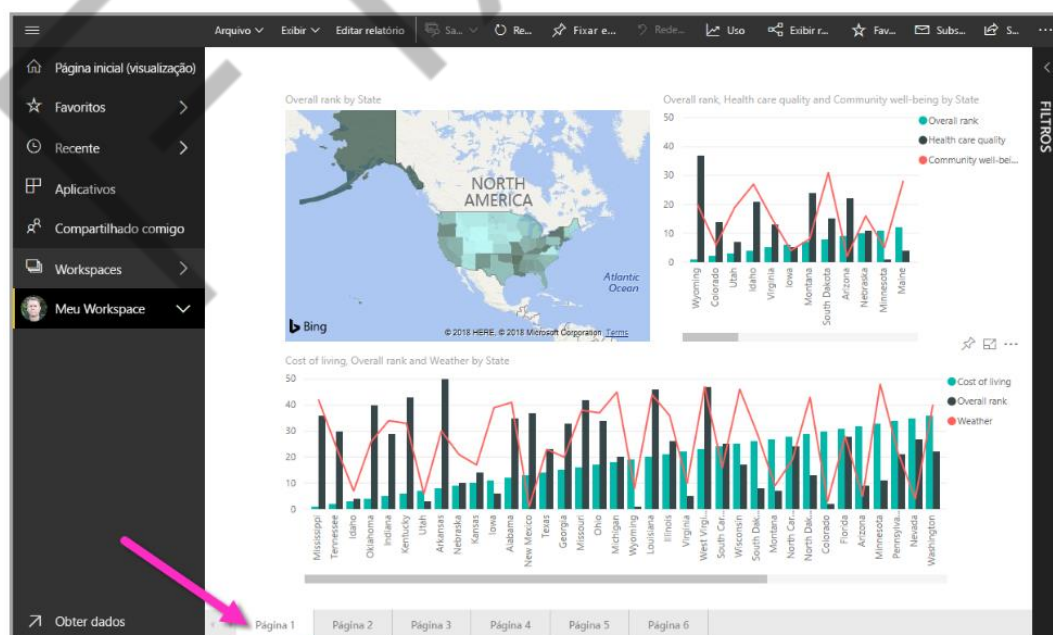 Arquivo Exibir Editar relatório Sa... Re... Fixar e... Rede... Uso Exibir r... Fav... Subs... S... ...
Página inicial (visualização)
Favoritos
Recente
Aplicativos
Compartilhado comigo
Workspaces
Meu Workspace
Obter dados
FILTROS
Overall rank by State
NORTH
AMERICA
Atlantic
Ocean
Bing
© 2018 HERE, © 2018 Microsoft Corporation Terms
Overall rank, Health care quality and Community well-being by State
50
40
30
20
10
0
Overall rank
Health care quality
Community well-bei...
Wyoming
Colorado
Utah
Idaho
Virginia
Iowa
Montana
South Dakota
Arizona
Nebraska
Minnesota
Maine
Cost of living, Overall rank and Weather by State
50
40
30
20
10
0
Cost of living
Overall rank
Weather
Mississippi
Tennessee
Idaho
Oklahoma
Indiana
Kentucky
Utah
Arkansas
Nebraska
Kansas
Iowa
Alabama
New Mexico
Texas
Georgia
Missouri
Ohio
Michigan
Wyoming
Louisiana
Illinois
Virginia
West Virgi...
South Car...
Wisconsin
South Dak...
Montana
North Car...
North Dak...
Colorado
Florida
Arizona
Minnesota
Pennsylva...
Nevada
Washington
Página 1 Página 2 Página 3 Página 4 Página 5 Página 6